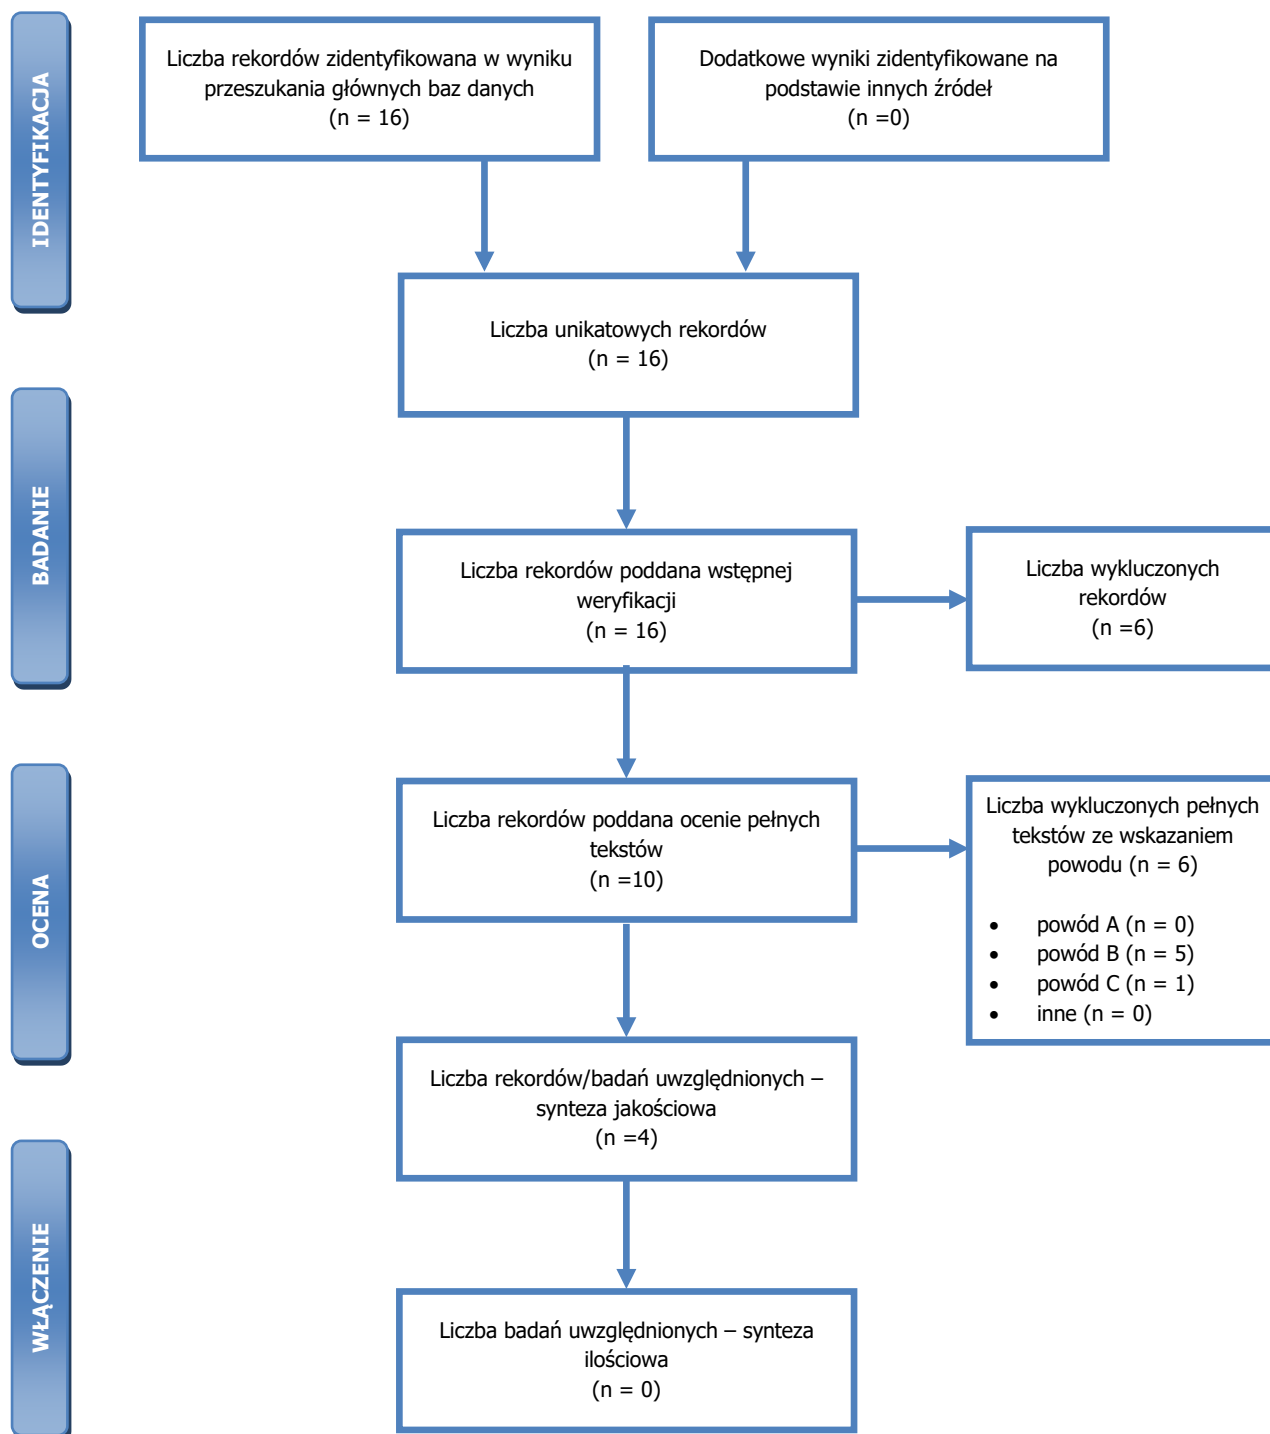 IDENTYFIKACJA
Liczba rekordów zidentyfikowana w wyniku
przeszukania głównych baz danych
(n = 16)
Dodatkowe wyniki zidentyfikowane na
podstawie innych źródeł
(n =0)
Liczba unikatowych rekordów
(n = 16)
BADANIE
Liczba rekordów poddana wstępnej
weryfikacji
(n = 16)
Liczba wykluczonych
rekordów
(n =6)
OCENA
Liczba rekordów poddana ocenie pełnych
tekstów
(n =10)
Liczba wykluczonych pełnych
tekstów ze wskazaniem
powodu (n = 6)
• powód A (n = 0)
• powód B (n = 5)
• powód C (n = 1)
• inne (n = 0)
Liczba rekordów/badań uwzględnionych –
synteza jakościowa
(n =4)
WŁĄCZENIE
Liczba badań uwzględnionych – synteza
ilościowa
(n = 0)